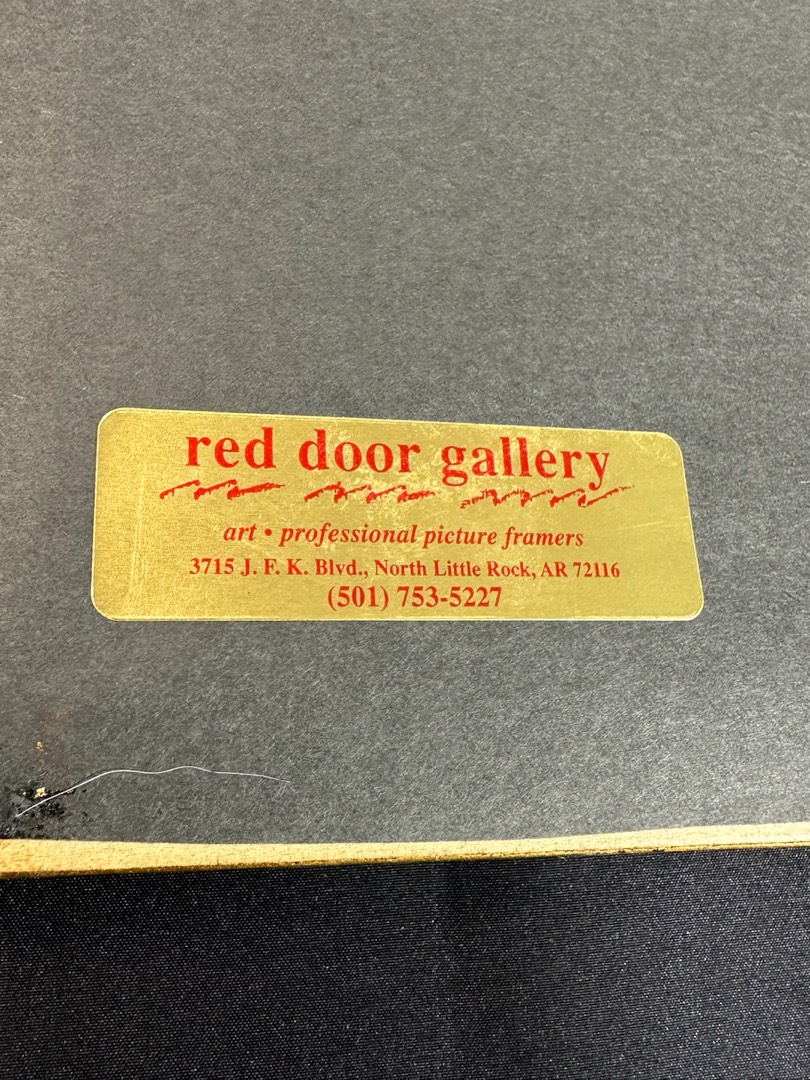 red door gallery
art • professional picture framers
3715 J. F. K. Blvd., North Little Rock, AR 72116
(501) 753-5227